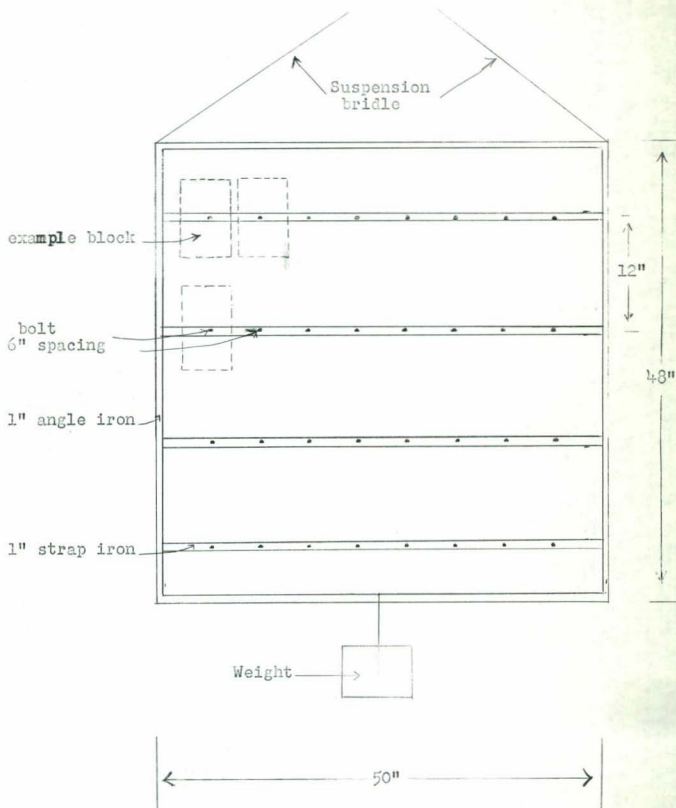 Suspension
bridle
example block
12"
bolt
6" spacing
48"
1" angle iron
1" strap iron
Weight
50"